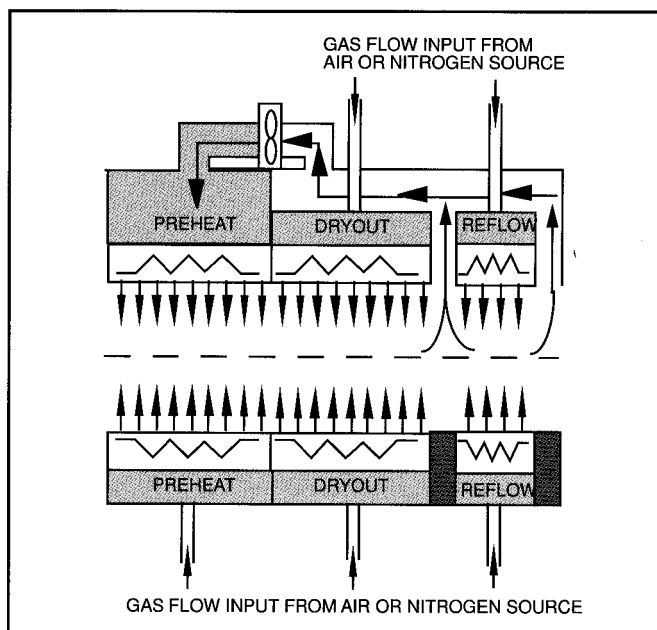 GAS FLOW INPUT FROM
AIR OR NITROGEN SOURCE
PREHEAT
DRYOUT
REFLOW
PREHEAT
DRYOUT
REFLOW
GAS FLOW INPUT FROM AIR OR NITROGEN SOURCE